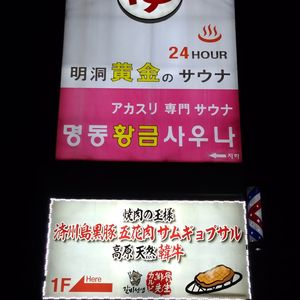 ゆ
24 HOUR
明洞 黄金のサウナ
アカスリ 専門 サウナ
명동황금사우나
焼肉の王様
済州島黒豚 五花肉 サムギョプサル
高原天然 韓牛
1F Here